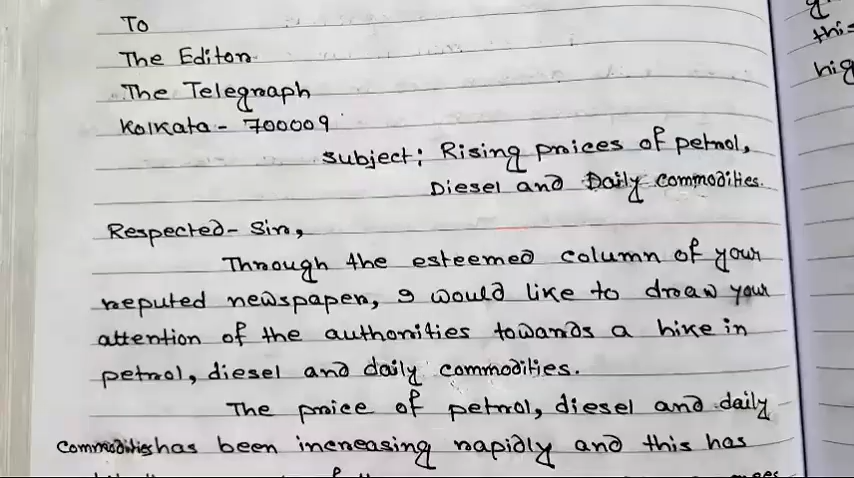 To
The Editor
The Telegraph
Kolkata - 700009
Subject: Rising prices of petrol,
Diesel and Daily commodities.
Respected - Sir,
Through the esteemed column of your
reputed newspaper, I would like to draw your
attention of the authorities towards a hike in
petrol, diesel and daily commodities.
The price of petrol, diesel and daily
commodities has been increasing rapidly and this has
this